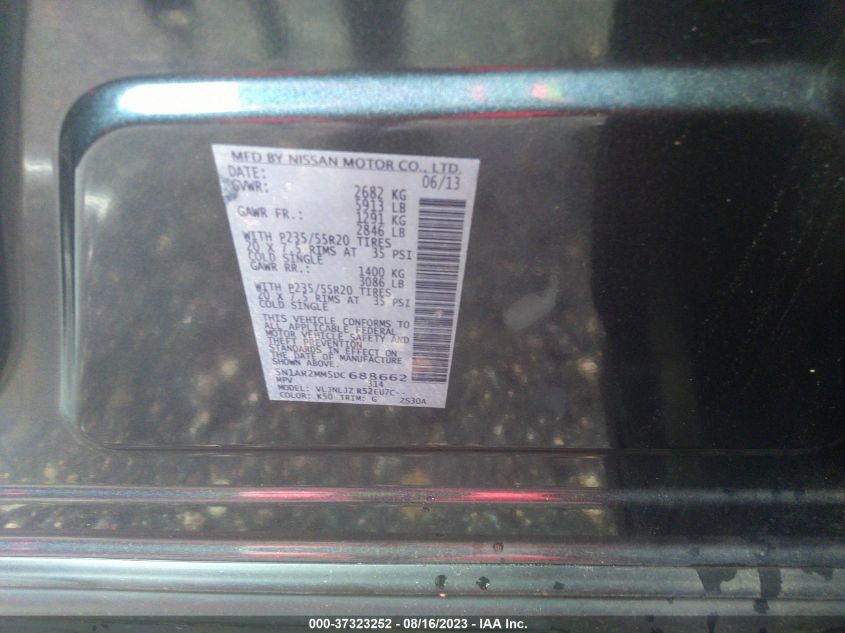 MFD BY NISSAN MOTOR CO., LTD.
DATE: 06/13
GVWR: 2682 KG
5913 LB
GAWR FR.: 1291 KG
2846 LB
WITH P235/55R20 TIRES
20 X 7.5 RIMS AT 35 PSI
COLD SINGLE
GAWR RR.: 1400 KG
3086 LB
WITH P235/55R20 TIRES
20 X 7.5 RIMS AT 35 PSI
COLD SINGLE
THIS VEHICLE CONFORMS TO
ALL APPLICABLE FEDERAL
MOTOR VEHICLE SAFETY AND
THEFT PREVENTION
STANDARDS IN EFFECT ON
THE DATE OF MANUFACTURE
SHOWN ABOVE.
5N1AR2MM5DC688662
MPV 314
MODEL: VLJNLJZ R52EU7C--
COLOR: K50 TRIM: G 2S30A
000-37323252 - 08/16/2023 - IAA Inc.